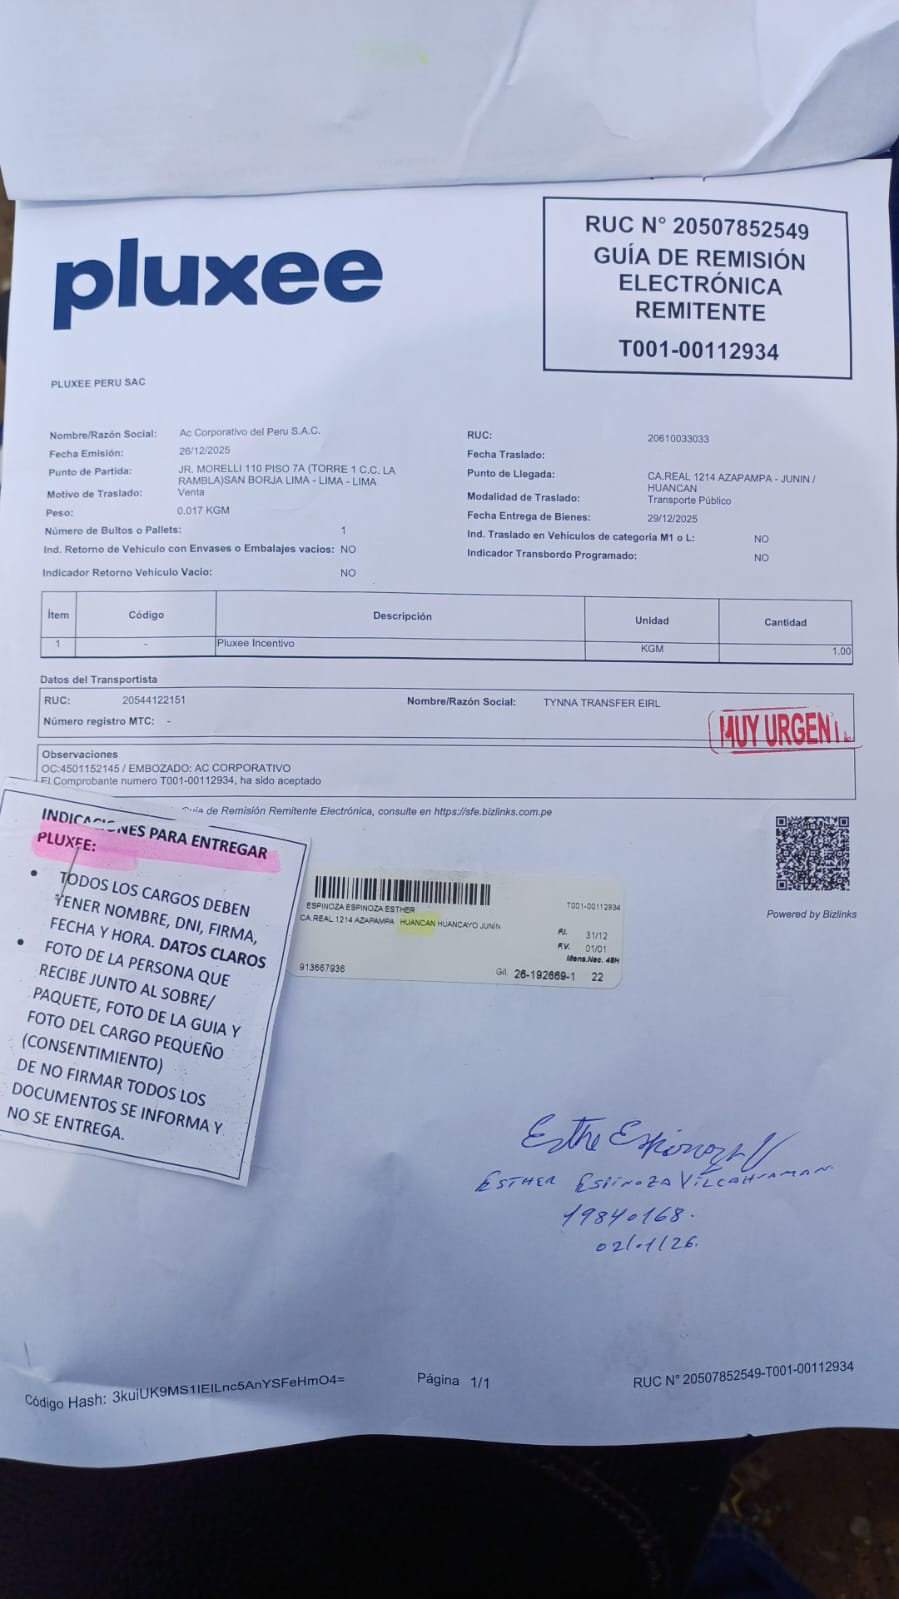 pluxee
RUC N° 20507852549
GUÍA DE REMISIÓN
ELECTRÓNICA
REMITENTE
T001-00112934
PLUXEE PERU SAC
Nombre/Razón Social: Ac Corporativo del Peru S.A.C.
Fecha Emisión: 26/12/2025
Punto de Partida: JR. MORELLI 110 PISO 7A (TORRE 1 C.C. LA
RAMBLA)SAN BORJA LIMA - LIMA - LIMA
Motivo de Traslado: Venta
Peso: 0.017 KGM
Número de Bultos o Pallets: 1
Ind. Retorno de Vehículo con Envases o Embalajes vacios: NO
Indicador Retorno Vehículo Vacio: NO
RUC: 20610033033
Fecha Traslado:
Punto de Llegada: CA.REAL 1214 AZAPAMPA - JUNIN /
HUANCAN
Modalidad de Traslado: Transporte Público
Fecha Entrega de Bienes: 29/12/2025
Ind. Traslado en Vehículos de categoría M1 o L: NO
Indicador Transbordo Programado: NO
Ítem Código Descripción Unidad Cantidad
1 - Pluxee Incentivo KGM 1.00
Datos del Transportista
RUC: 20544122151 Nombre/Razón Social: TYNNA TRANSFER EIRL
Número registro MTC: -
MUY URGEN
Observaciones
OC:4501152145 / EMBOZADO: AC CORPORATIVO
El Comprobante numero T001-00112934, ha sido aceptado
Guia de Remisión Remitente Electrónica, consulte en https://sfe.bizlinks.com.pe
Powered by Bizlinks
INDICACIONES PARA ENTREGAR
PLUXEE:
• TODOS LOS CARGOS DEBEN
TENER NOMBRE, DNI, FIRMA,
FECHA Y HORA. DATOS CLAROS
• FOTO DE LA PERSONA QUE
RECIBE JUNTO AL SOBRE/
PAQUETE, FOTO DE LA GUIA Y
FOTO DEL CARGO PEQUEÑO
(CONSENTIMIENTO)
DE NO FIRMAR TODOS LOS
DOCUMENTOS SE INFORMA Y
NO SE ENTREGA.
ESPINOZA ESPINOZA ESTHER T001-00112934
CA.REAL 1214 AZAPAMPA HUANCAN HUANCAYO JUNIN
31/12
P.V. 01/01
Mens.Nac. 48H
913667936 G/I. 26-192669-1 22
Esther Espinoza V
ESTHER ESPINOZA VILCAHUAMAN
19840168.
02/01/26.
Código Hash: 3kuiUK9MS1IEILnc5AnYSFeHmO4=
Página 1/1
RUC N° 20507852549-T001-00112934